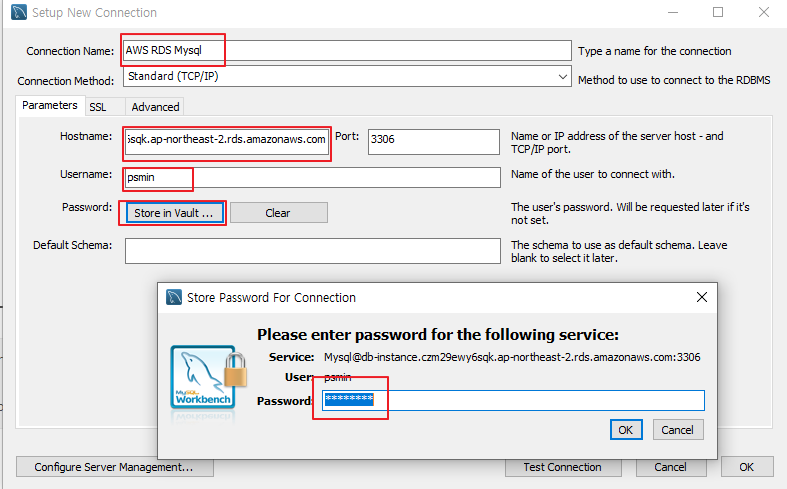 Setup New Connection
Connection Name: AWS RDS Mysql Type a name for the connection
Connection Method: Standard (TCP/IP) Method to use to connect to the RDBMS
Parameters SSL Advanced
Hostname: 6sqk.ap-northeast-2.rds.amazonaws.com Port: 3306 Name or IP address of the server host - and
TCP/IP port.
Username: psmin Name of the user to connect with.
Password: Store in Vault ... Clear The user's password. Will be requested later if it's
not set.
Default Schema: The schema to use as default schema. Leave
blank to select it later.
Store Password For Connection
Please enter password for the following service:
Service: Mysql@db-instance.czm29ewy6sqk.ap-northeast-2.rds.amazonaws.com:3306
User: psmin
Password: ********
MySQL
Workbench
OK Cancel
Configure Server Management... Test Connection Cancel OK